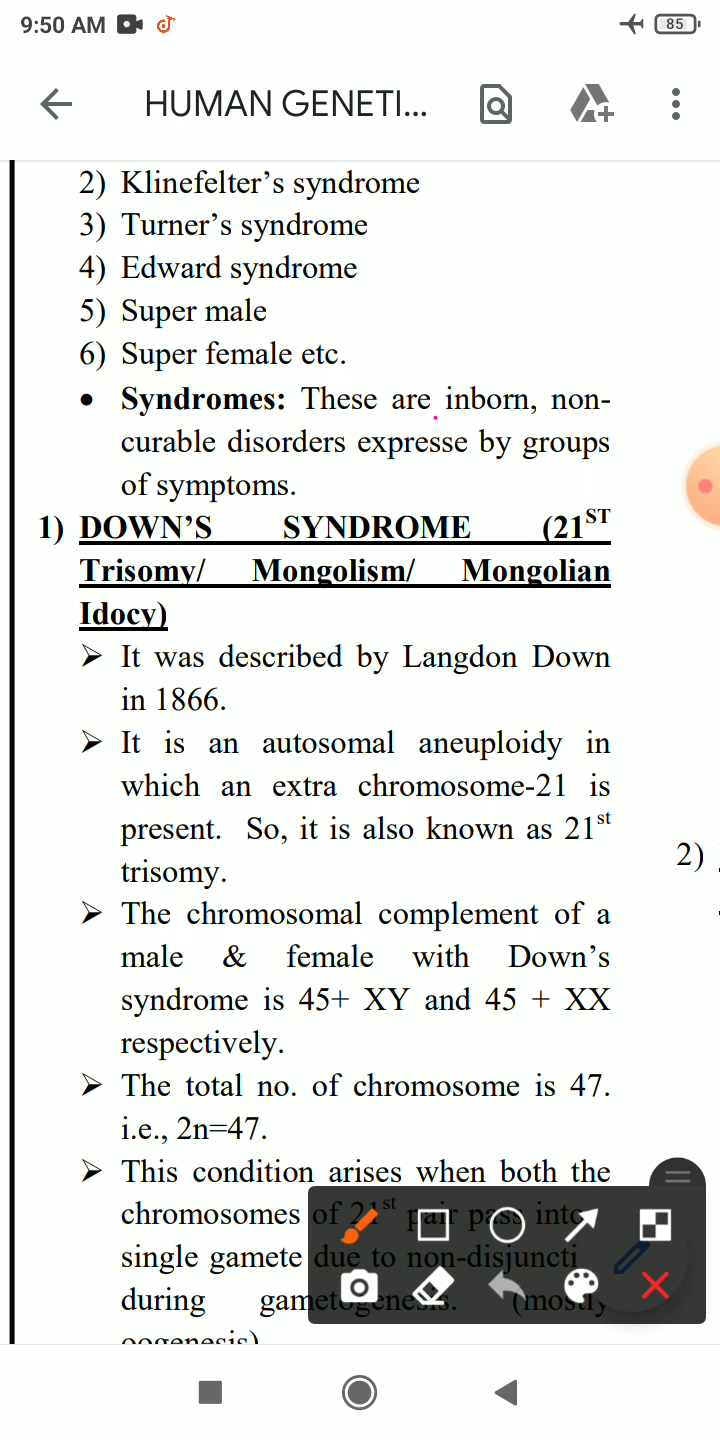 9:50 AM
85
HUMAN GENETI...
2) Klinefelter's syndrome
3) Turner's syndrome
4) Edward syndrome
5) Super male
6) Super female etc.
• Syndromes: These are inborn, non-
curable disorders expresse by groups
of symptoms.
1) DOWN'S SYNDROME (21ST
Trisomy/ Mongolism/ Mongolian
Idocy)
➢ It was described by Langdon Down
in 1866.
➢ It is an autosomal aneuploidy in
which an extra chromosome-21 is
present. So, it is also known as 21st
trisomy.
➢ The chromosomal complement of a
male & female with Down's
syndrome is 45+ XY and 45 + XX
respectively.
➢ The total no. of chromosome is 47.
i.e., 2n=47.
➢ This condition arises when both the
chromosomes of 21st pair pass into
single gamete due to non-disjuncti
during gametogenesis. (mostly
oogenesis)
2)